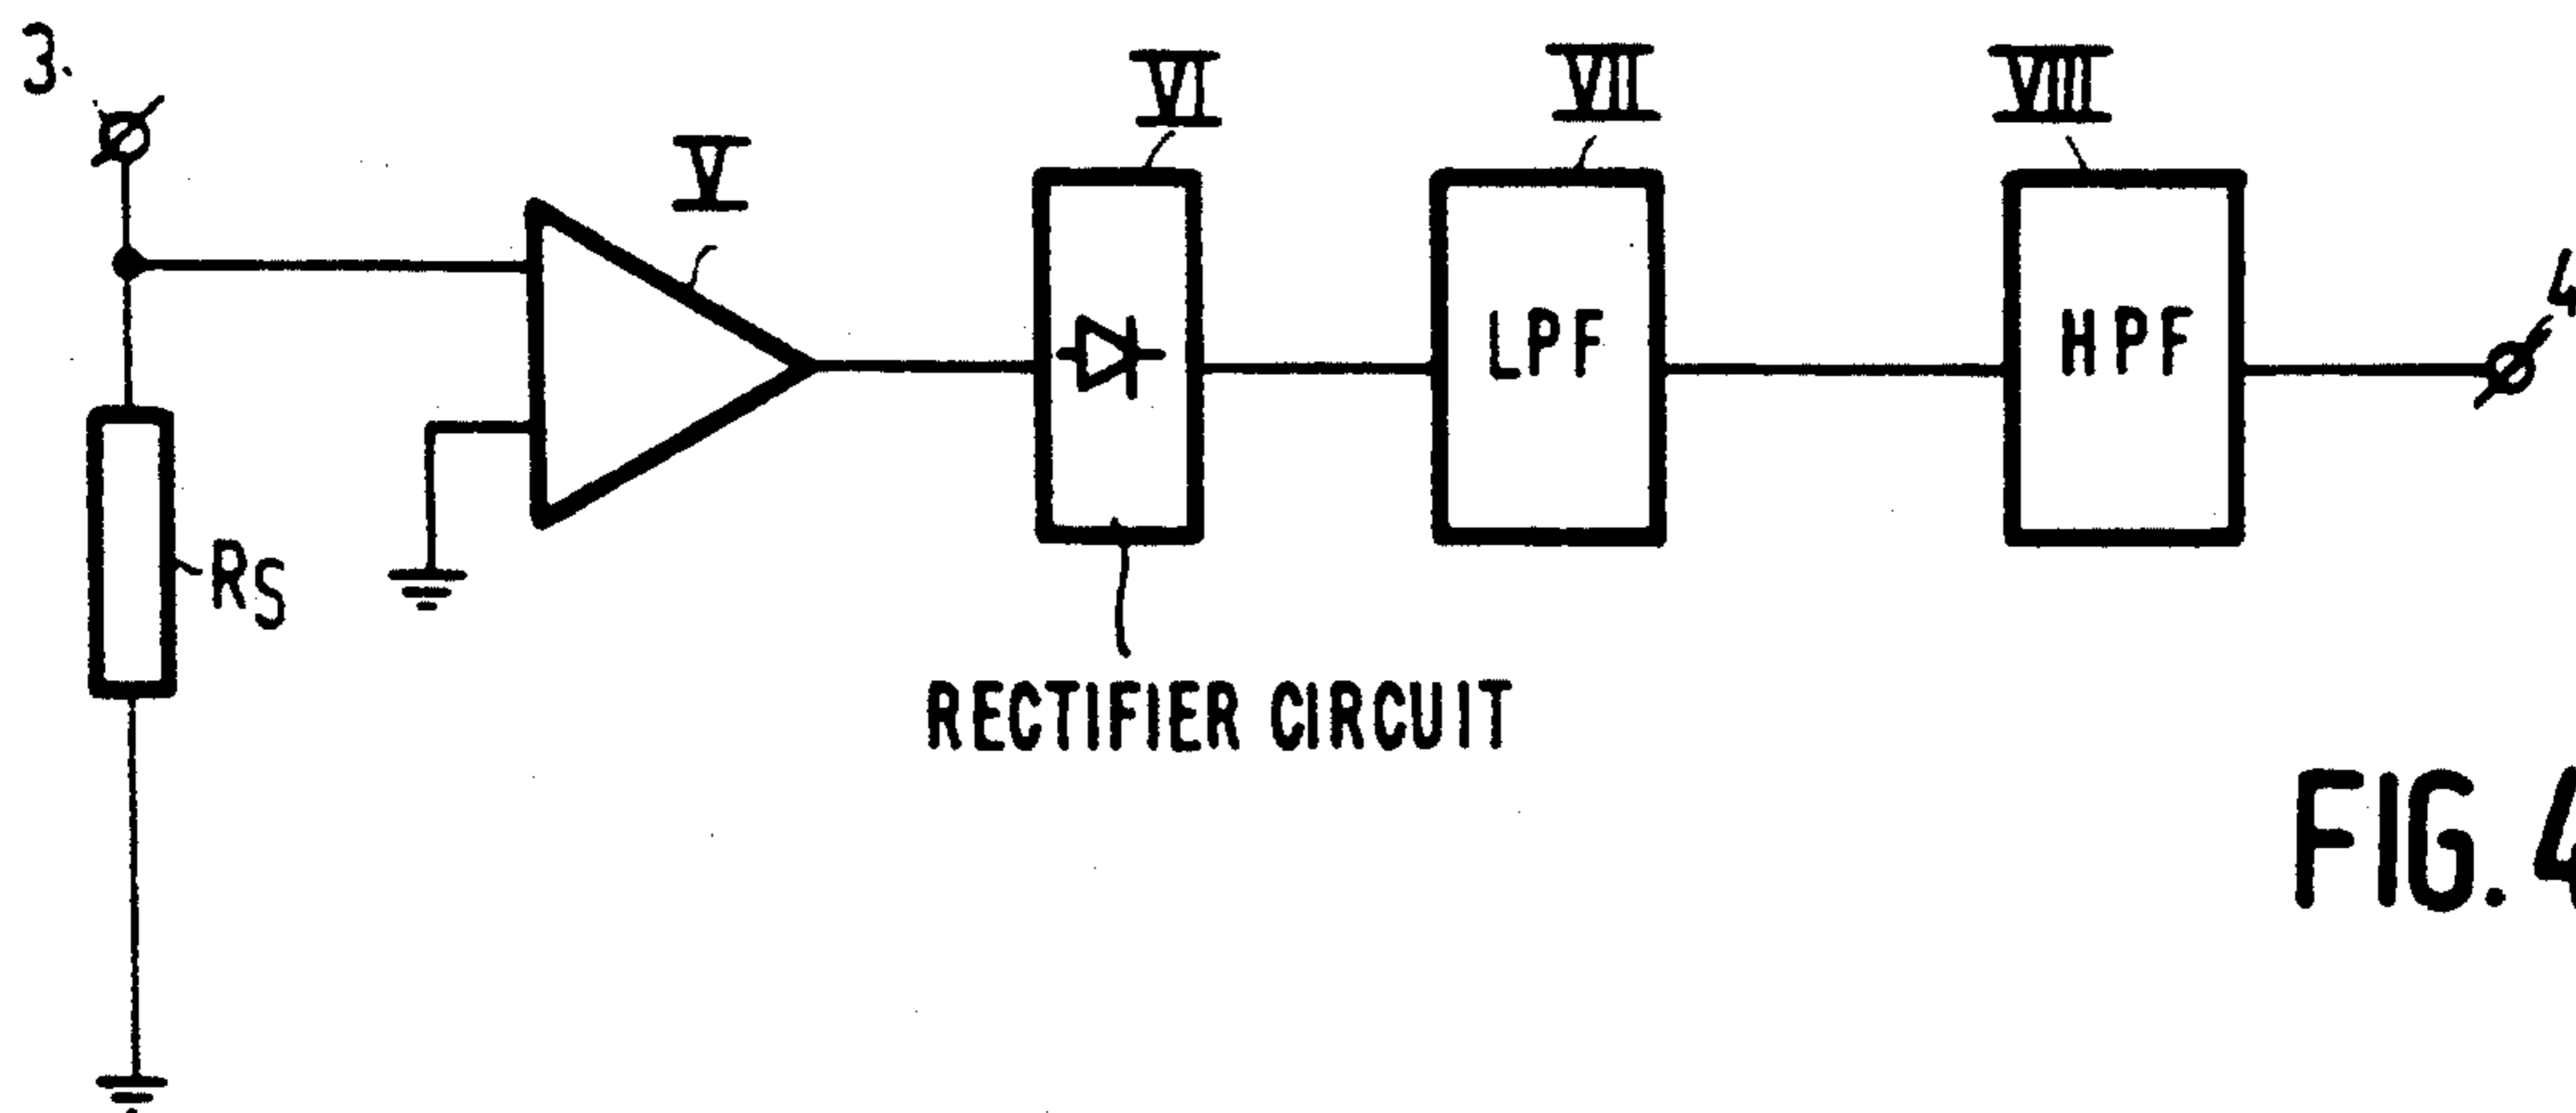 3
V
VI
VII
VIII
4
LPF
HPF
RS
RECTIFIER CIRCUIT
FIG. 4